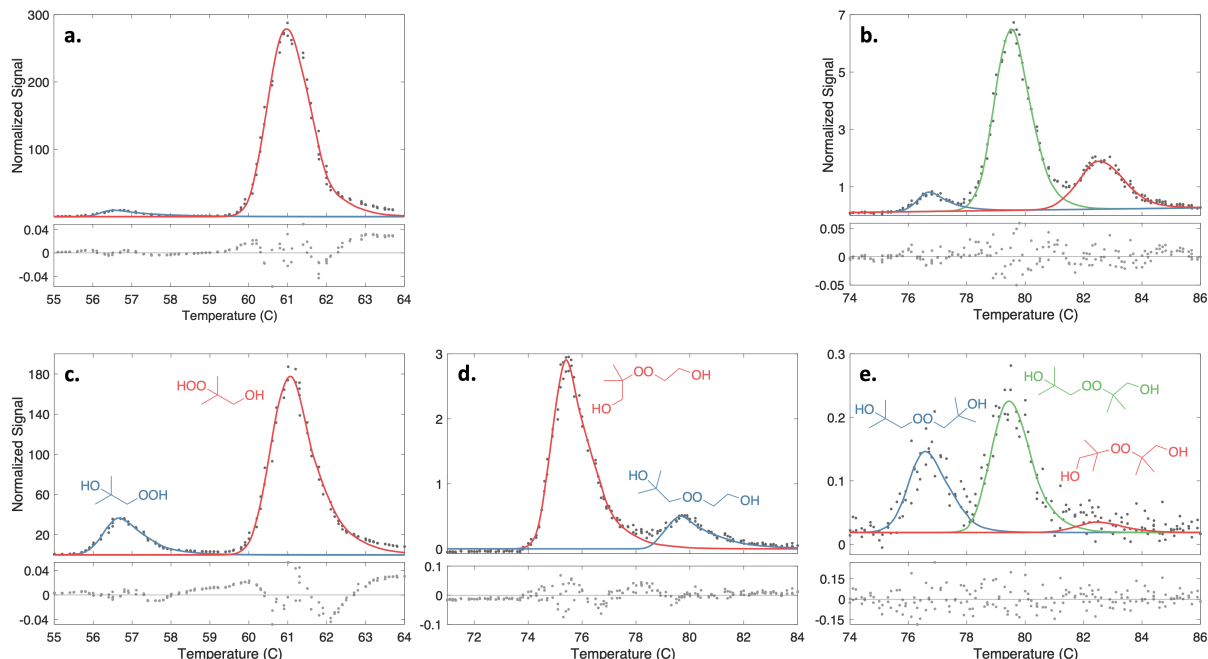 a.
300
200
100
Normalized Signal
0.04
0
-0.04
55 56 57 58 59 60 61 62 63 64
Temperature (C)
b.
7
5
3
1
Normalized Signal
0.05
0
-0.05
74 76 78 80 82 84 86
Temperature (C)
c.
180
140
100
60
20
Normalized Signal
HOO
OH
HO
OOH
0.04
0
-0.04
55 56 57 58 59 60 61 62 63 64
Temperature (C)
d.
3
2
1
0
OO
OH
HO
HO
OO
OH
0.1
0
-0.1
72 74 76 78 80 82 84
Temperature (C)
e.
0.3
0.2
0.1
0
HO
OO
OH
HO
OO
OH
OO
OH
HO
0.15
0
-0.15
74 76 78 80 82 84 86
Temperature (C)